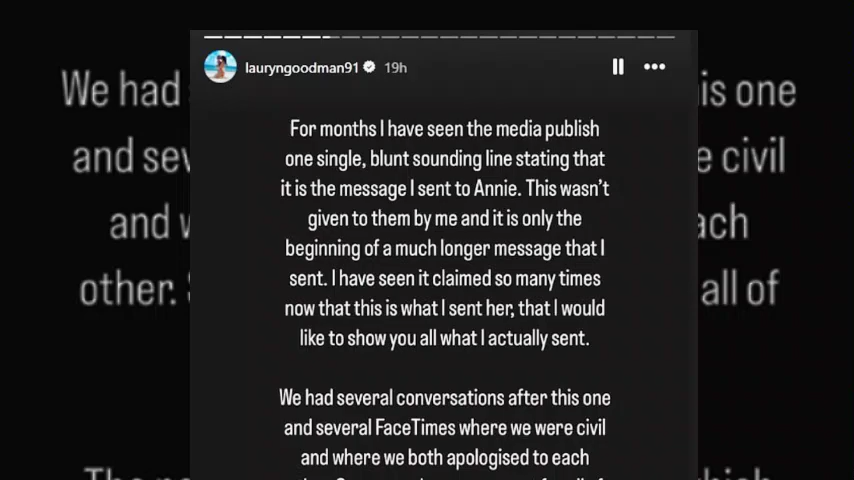 lauryngoodman91 19h
For months I have seen the media publish
one single, blunt sounding line stating that
it is the message I sent to Annie. This wasn't
given to them by me and it is only the
beginning of a much longer message that I
sent. I have seen it claimed so many times
now that this is what I sent her, that I would
like to show you all what I actually sent.
We had several conversations after this one
and several FaceTimes where we were civil
and where we both apologised to each
We had
and sev
and w
other.
is one
e civil
ach
all of